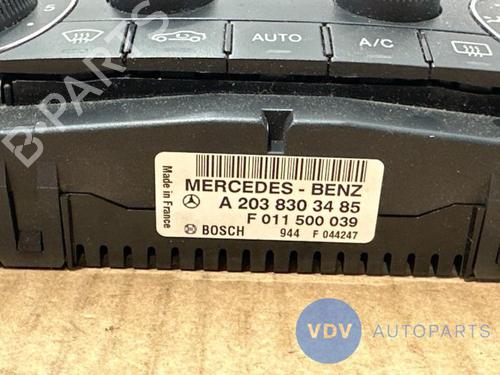 5
AUTO
A/C
Made in France
MERCEDES - BENZ
A 203 830 34 85
F 011 500 039
BOSCH 944 F 044247
B-PARTS
VDV AUTOPARTS